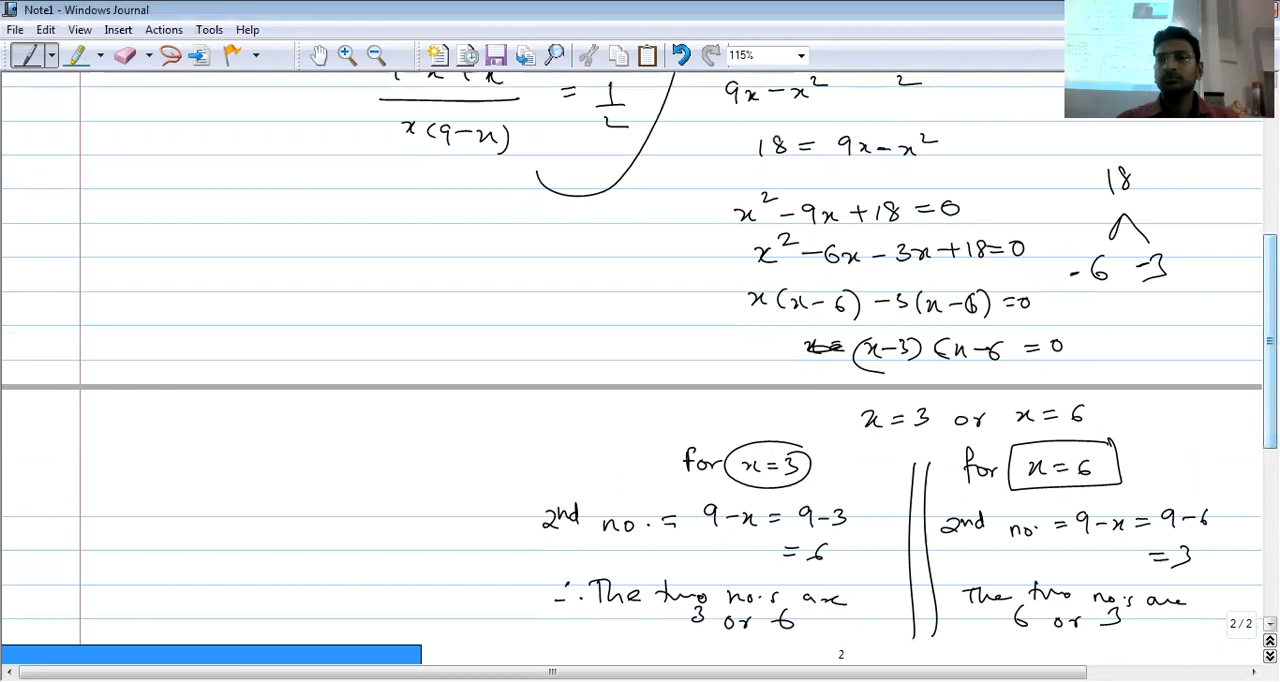 Note1 - Windows Journal
File Edit View Insert Actions Tools Help
115%
x(9-x) = 1/2
9x-x² 2
18 = 9x-x²
x²-9x+18=0
x²-6x-3x+18=0
x(x-6)-3(x-6)=0
(x-3)(x-6=0
18
-6 -3
x=3 or x=6
for x=3
2nd no. = 9-x = 9-3
=6
∴ The two no.s are
3 or 6
for x=6
2nd no. = 9-x = 9-6
=3
The two no.s are
6 or 3
2/2
2